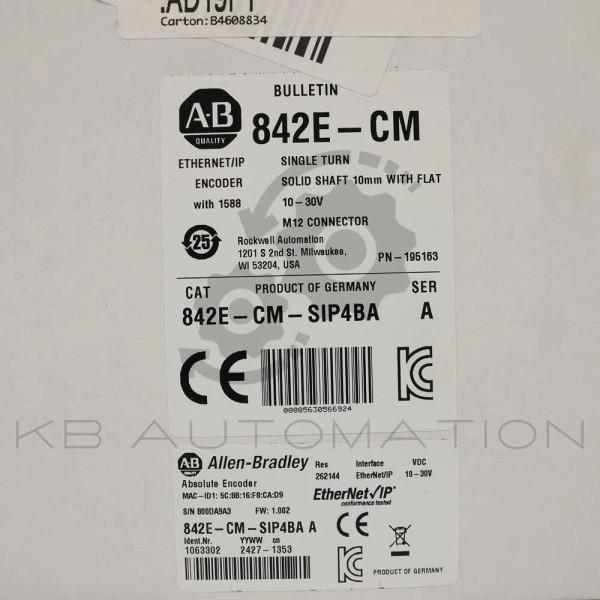 Carton:B4608834
A-B
QUALITY
BULLETIN
842E-CM
ETHERNET/IP
ENCODER
with 1588
SINGLE TURN
SOLID SHAFT 10mm WITH FLAT
10-30V
M12 CONNECTOR
25
Rockwell Automation
1201 S 2nd St. Milwaukee,
WI 53204, USA
PN-195163
CAT
PRODUCT OF GERMANY
SER
842E-CM-SIP4BA
A
CE
KC
00885630566924
KB AUTOMATION
A-B Allen-Bradley
Absolute Encoder
MAC-ID1: 5C:88:16:F8:CA:D9
S/N 800DA9A3 FW: 1.002
842E-CM-SIP4BA A
Ident.Nr. YYWW cn
1063302 2427-1353
Res Interface VDC
262144 EtherNet/IP 10-30V
EtherNet/IP
conformance tested
CE
KC
PRODUCT OF GERMANY